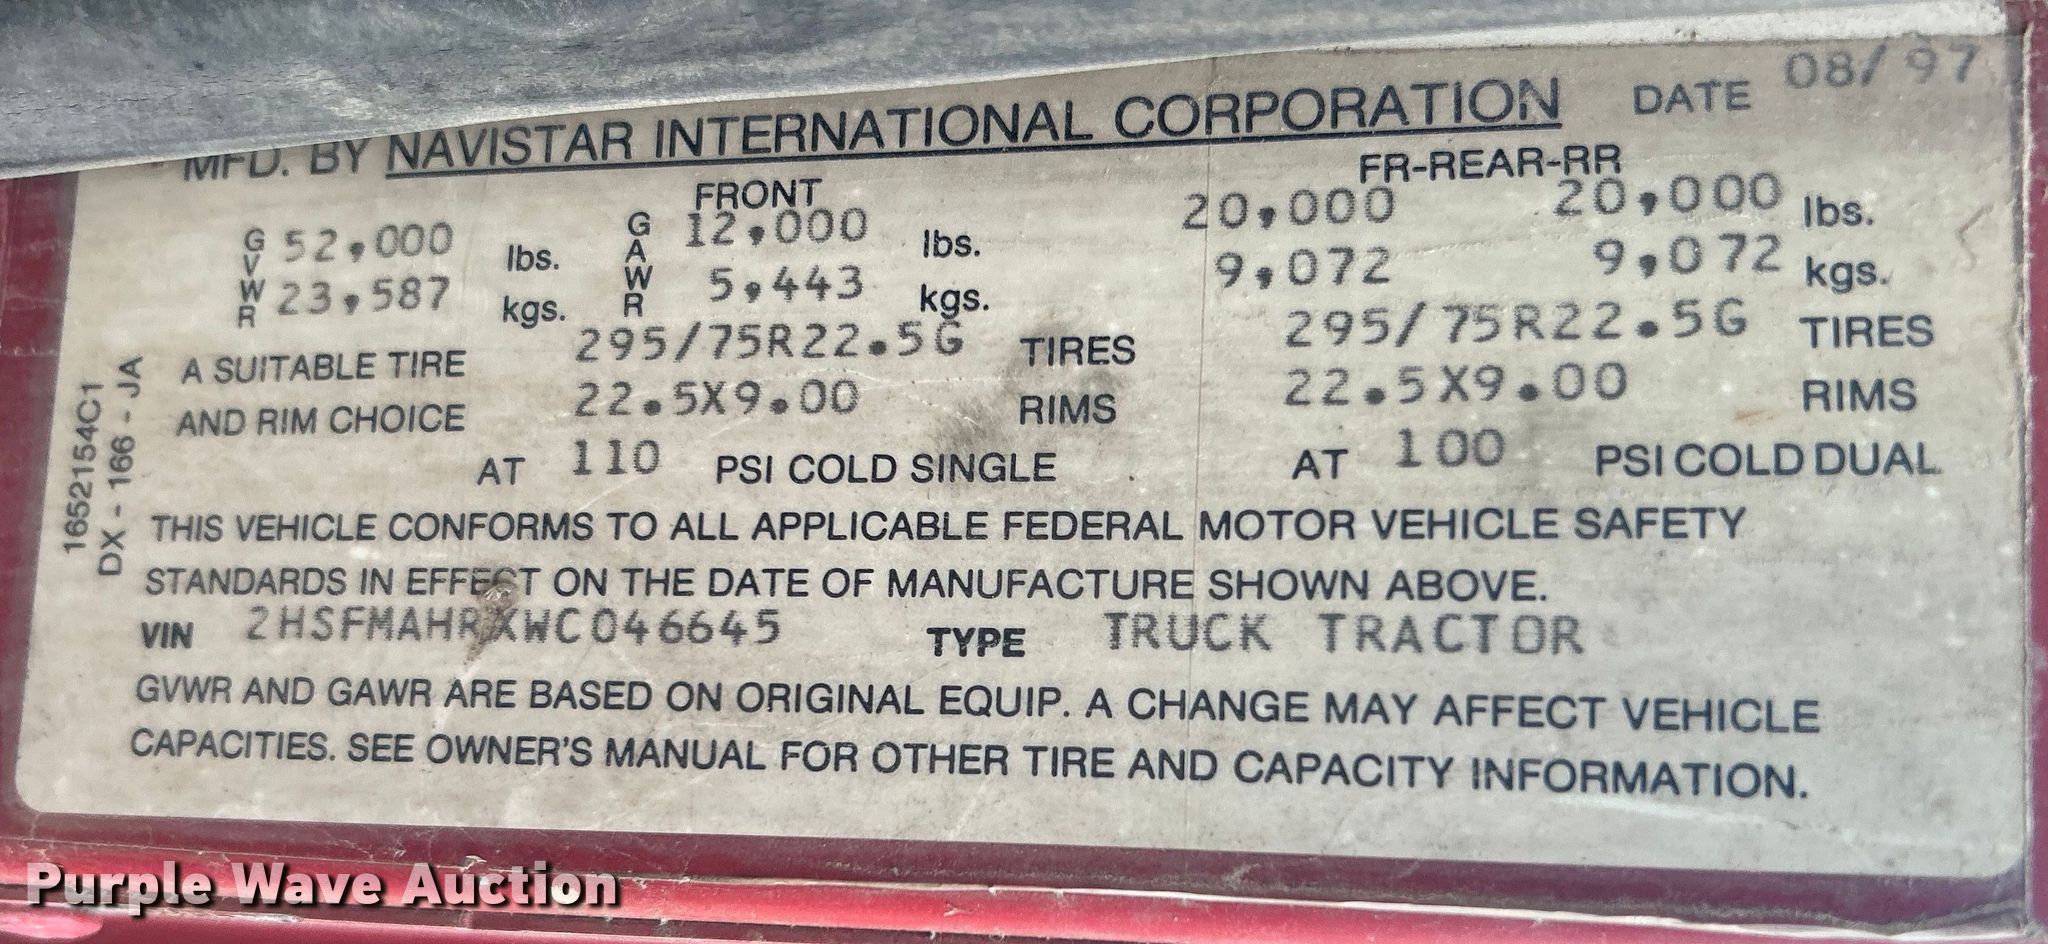 MFD. BY NAVISTAR INTERNATIONAL CORPORATION DATE 08/97
FRONT FR-REAR-RR
GVWR 52,000 lbs. GAWR 12,000 lbs. 20,000 20,000 lbs.
23,587 kgs. 5,443 kgs. 9,072 9,072 kgs.
A SUITABLE TIRE 295/75R22.5G TIRES 295/75R22.5G TIRES
AND RIM CHOICE 22.5X9.00 RIMS 22.5X9.00 RIMS
AT 110 PSI COLD SINGLE AT 100 PSI COLD DUAL
THIS VEHICLE CONFORMS TO ALL APPLICABLE FEDERAL MOTOR VEHICLE SAFETY
STANDARDS IN EFFECT ON THE DATE OF MANUFACTURE SHOWN ABOVE.
VIN 2HSFMAHRXWC046645 TYPE TRUCK TRACTOR
GVWR AND GAWR ARE BASED ON ORIGINAL EQUIP. A CHANGE MAY AFFECT VEHICLE
CAPACITIES. SEE OWNER'S MANUAL FOR OTHER TIRE AND CAPACITY INFORMATION.
1652154C1
DX - 166 - JA
Purple Wave Auction